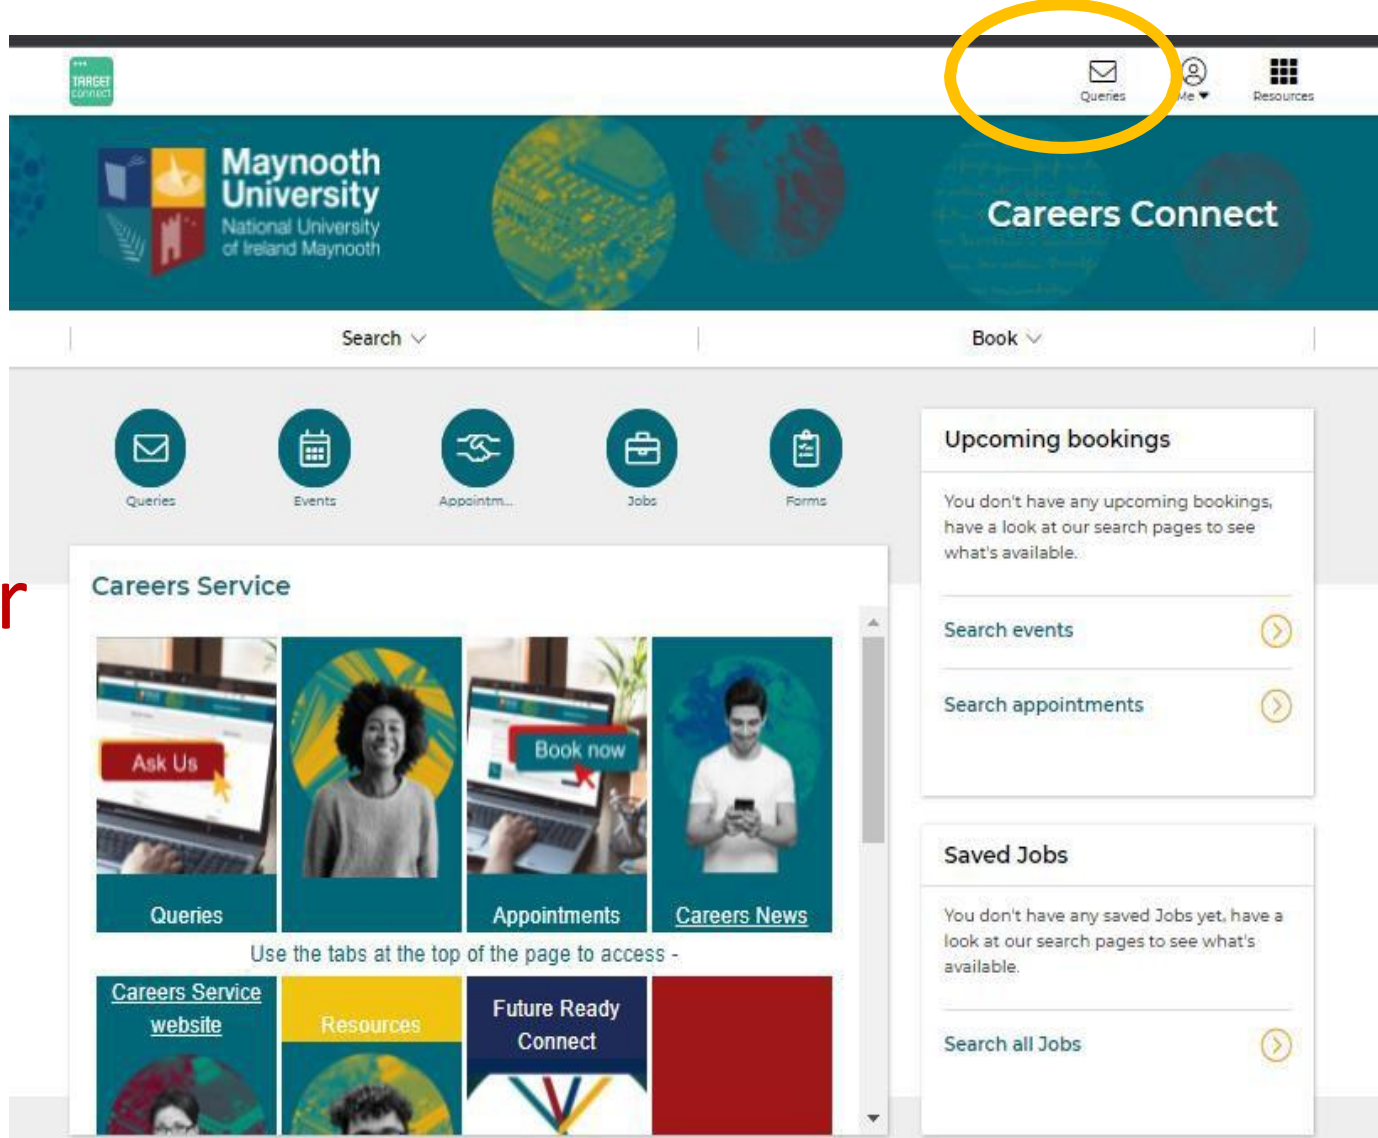 TARGET
connect
Queries
Me
Resources
Maynooth
University
National University
of Ireland Maynooth
Careers Connect
Search
Book
Queries
Events
Appointm...
Jobs
Forms
Upcoming bookings
You don't have any upcoming bookings,
have a look at our search pages to see
what's available.
Search events
Search appointments
r
Careers Service
Ask Us
Book now
Queries
Appointments
Careers News
Use the tabs at the top of the page to access -
Careers Service
website
Resources
Future Ready
Connect
Saved Jobs
You don't have any saved Jobs yet, have a
look at our search pages to see what's
available.
Search all Jobs